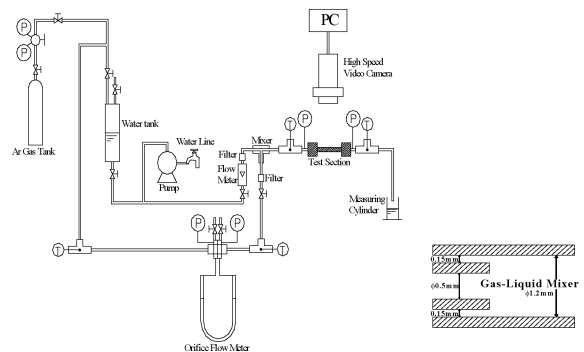 PC
P
P
High Speed
Video Camera
Water tank
Water Line
Mixer
T
P
P
T
Ar Gas Tank
Filter
Test Section
Pump
Flow
Meter
Filter
Measuring
Cylinder
P
P
T
T
Orifice Flow Meter
0.15mm
ϕ0.5mm
Gas-Liquid Mixer
ϕ1.2mm
0.15mm